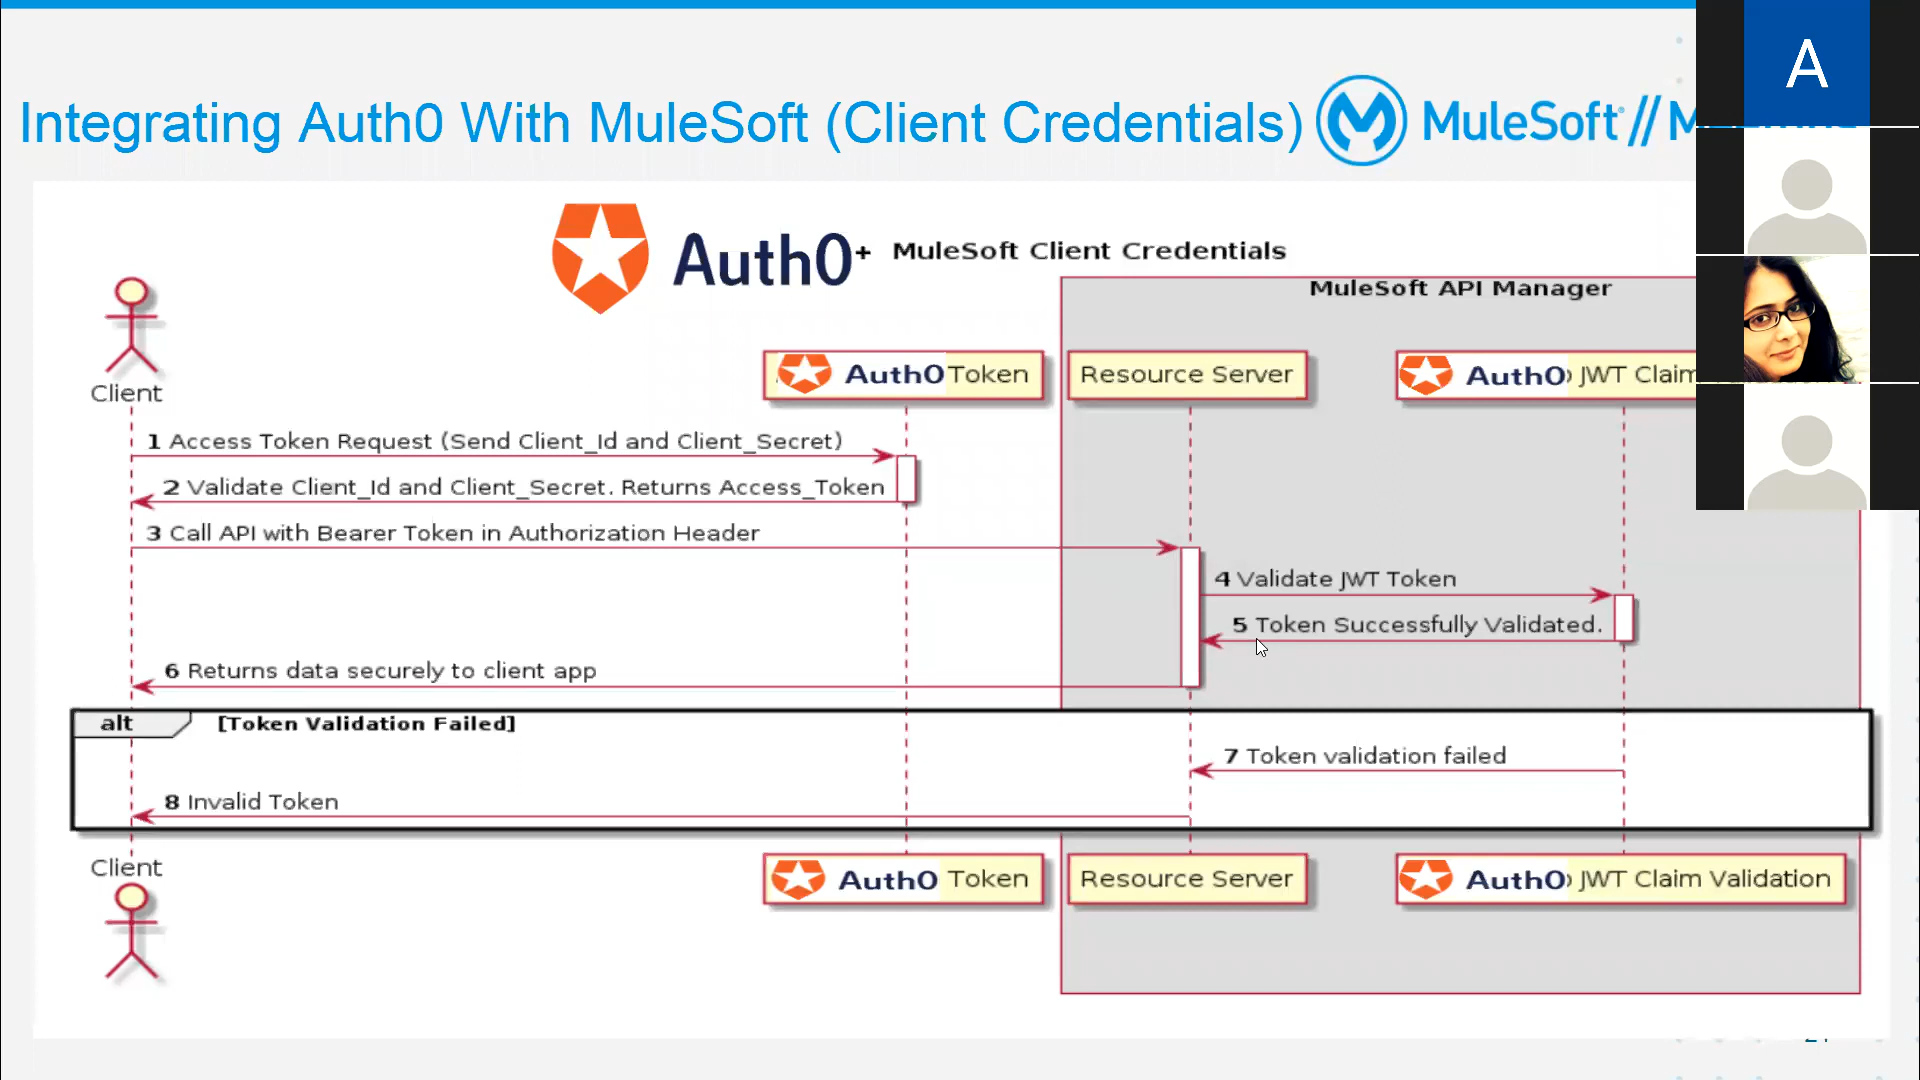 Integrating Auth0 With MuleSoft (Client Credentials)
MuleSoft //
A
Auth0 + MuleSoft Client Credentials
MuleSoft API Manager
Client
Auth0 Token
Resource Server
Auth0 JWT Claim
1 Access Token Request (Send Client_Id and Client_Secret)
2 Validate Client_Id and Client_Secret. Returns Access_Token
3 Call API with Bearer Token in Authorization Header
4 Validate JWT Token
5 Token Successfully Validated.
6 Returns data securely to client app
alt [Token Validation Failed]
7 Token validation failed
8 Invalid Token
Client
Auth0 Token
Resource Server
Auth0 JWT Claim Validation